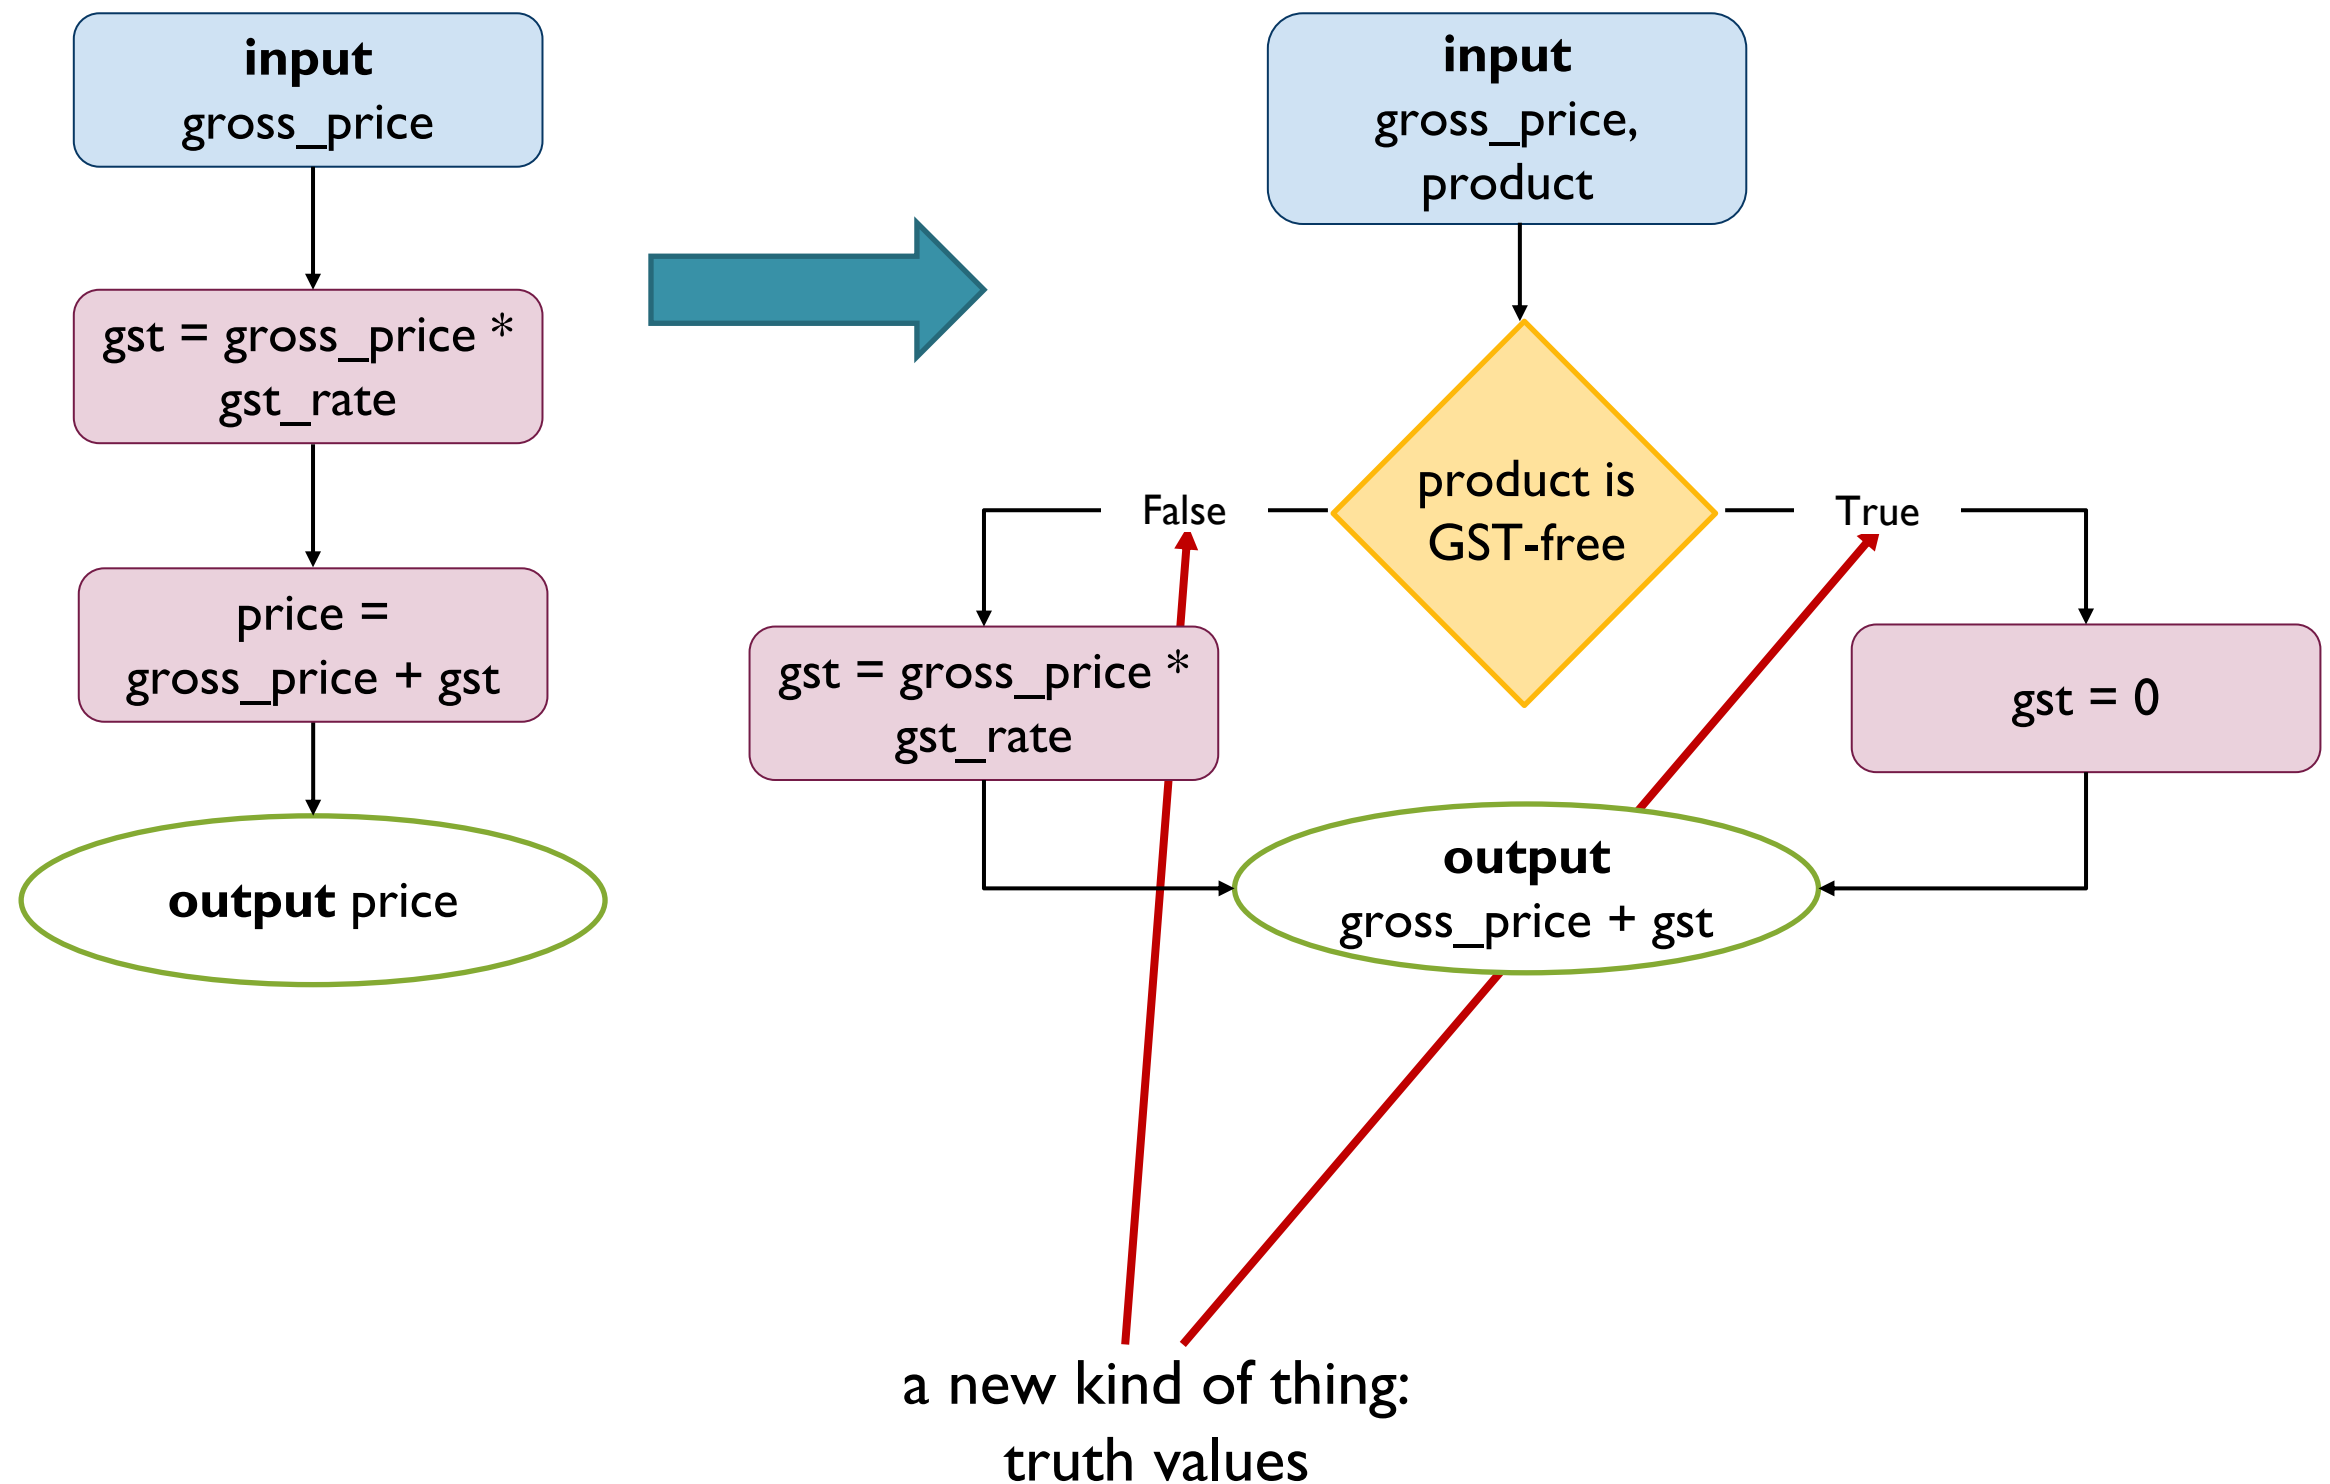 input
gross_price
gst = gross_price *
gst_rate
price =
gross_price + gst
output price
input
gross_price,
product
product is
GST-free
False
True
gst = gross_price *
gst_rate
gst = 0
output
gross_price + gst
a new kind of thing:
truth values